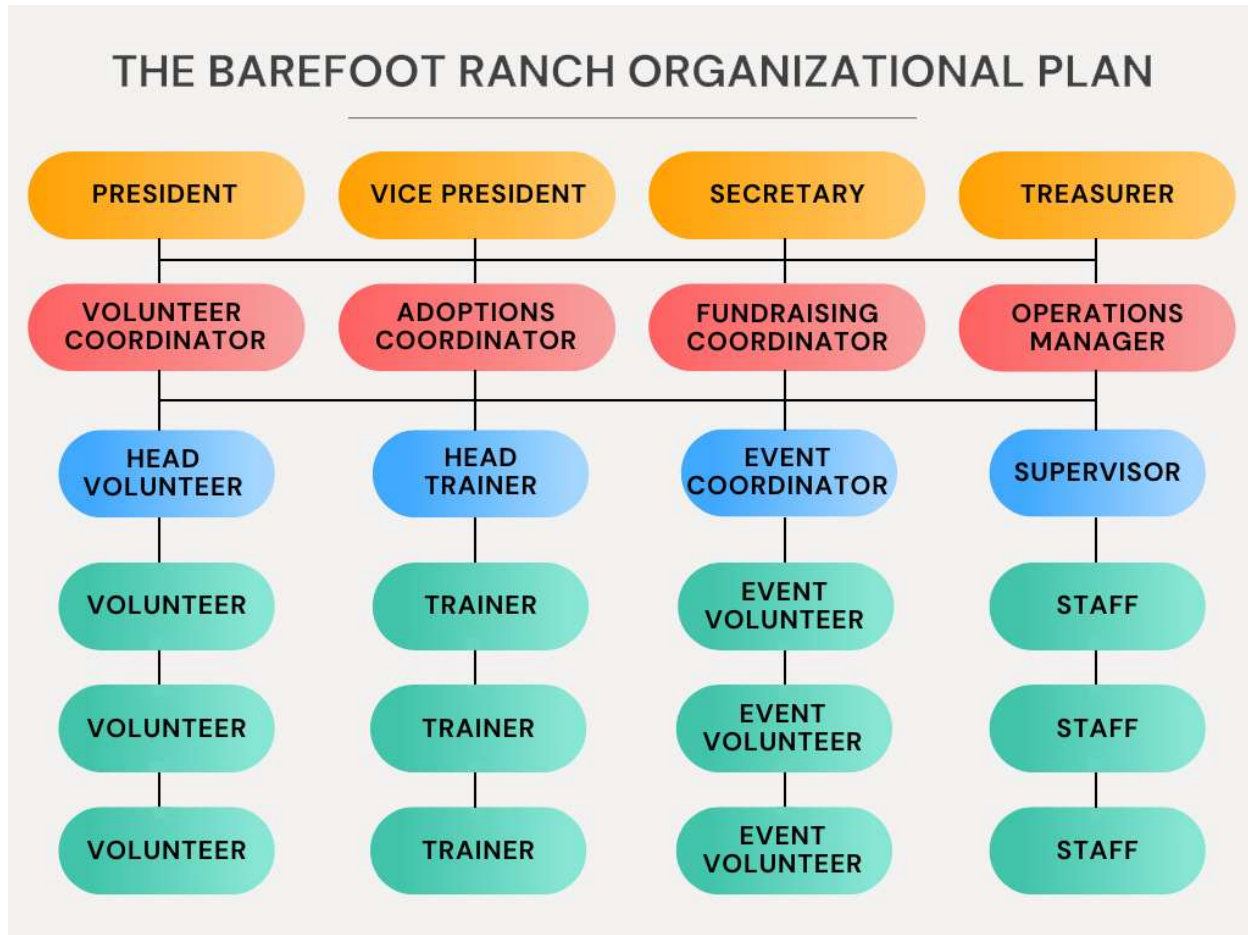 THE BAREFOOT RANCH ORGANIZATIONAL PLAN
PRESIDENT
VICE PRESIDENT
SECRETARY
TREASURER
VOLUNTEER
COORDINATOR
ADOPTIONS
COORDINATOR
FUNDRAISING
COORDINATOR
OPERATIONS
MANAGER
HEAD
VOLUNTEER
HEAD
TRAINER
EVENT
COORDINATOR
SUPERVISOR
VOLUNTEER
TRAINER
EVENT
VOLUNTEER
STAFF
VOLUNTEER
TRAINER
EVENT
VOLUNTEER
STAFF
VOLUNTEER
TRAINER
EVENT
VOLUNTEER
STAFF